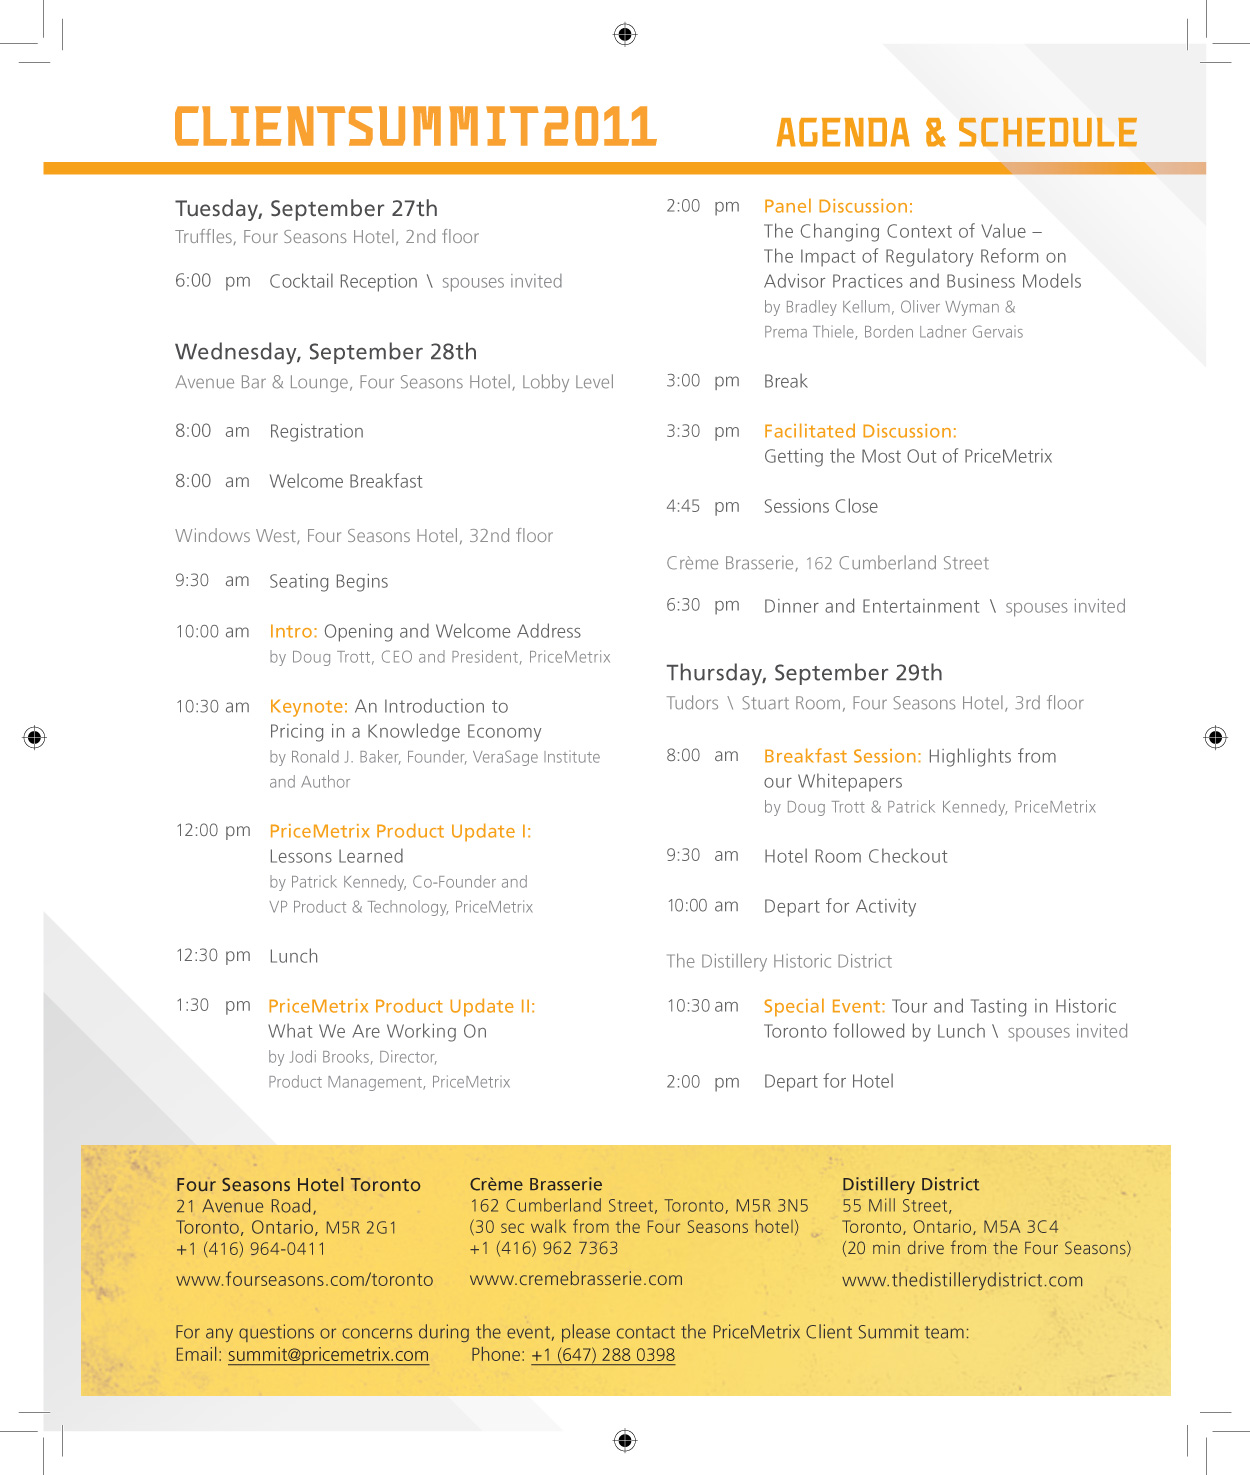 CLIENTSUMMIT2011
AGENDA & SCHEDULE
Tuesday, September 27th
Truffles, Four Seasons Hotel, 2nd floor
6:00 pm Cocktail Reception \ spouses invited
Wednesday, September 28th
Avenue Bar & Lounge, Four Seasons Hotel, Lobby Level
8:00 am Registration
8:00 am Welcome Breakfast
Windows West, Four Seasons Hotel, 32nd floor
9:30 am Seating Begins
10:00 am Intro: Opening and Welcome Address
by Doug Trott, CEO and President, PriceMetrix
10:30 am Keynote: An Introduction to
Pricing in a Knowledge Economy
by Ronald J. Baker, Founder, VeraSage Institute
and Author
12:00 pm PriceMetrix Product Update I:
Lessons Learned
by Patrick Kennedy, Co-Founder and
VP Product & Technology, PriceMetrix
12:30 pm Lunch
1:30 pm PriceMetrix Product Update II:
What We Are Working On
by Jodi Brooks, Director,
Product Management, PriceMetrix
2:00 pm Panel Discussion:
The Changing Context of Value –
The Impact of Regulatory Reform on
Advisor Practices and Business Models
by Bradley Kellum, Oliver Wyman &
Prema Thiele, Borden Ladner Gervais
3:00 pm Break
3:30 pm Facilitated Discussion:
Getting the Most Out of PriceMetrix
4:45 pm Sessions Close
Crème Brasserie, 162 Cumberland Street
6:30 pm Dinner and Entertainment \ spouses invited
Thursday, September 29th
Tudors \ Stuart Room, Four Seasons Hotel, 3rd floor
8:00 am Breakfast Session: Highlights from
our Whitepapers
by Doug Trott & Patrick Kennedy, PriceMetrix
9:30 am Hotel Room Checkout
10:00 am Depart for Activity
The Distillery Historic District
10:30 am Special Event: Tour and Tasting in Historic
Toronto followed by Lunch \ spouses invited
2:00 pm Depart for Hotel
Four Seasons Hotel Toronto
21 Avenue Road,
Toronto, Ontario, M5R 2G1
+1 (416) 964-0411
www.fourseasons.com/toronto
Crème Brasserie
162 Cumberland Street, Toronto, M5R 3N5
(30 sec walk from the Four Seasons hotel)
+1 (416) 962 7363
www.cremebrasserie.com
Distillery District
55 Mill Street,
Toronto, Ontario, M5A 3C4
(20 min drive from the Four Seasons)
www.thedistillerydistrict.com
For any questions or concerns during the event, please contact the PriceMetrix Client Summit team:
Email: summit@pricemetrix.com Phone: +1 (647) 288 0398